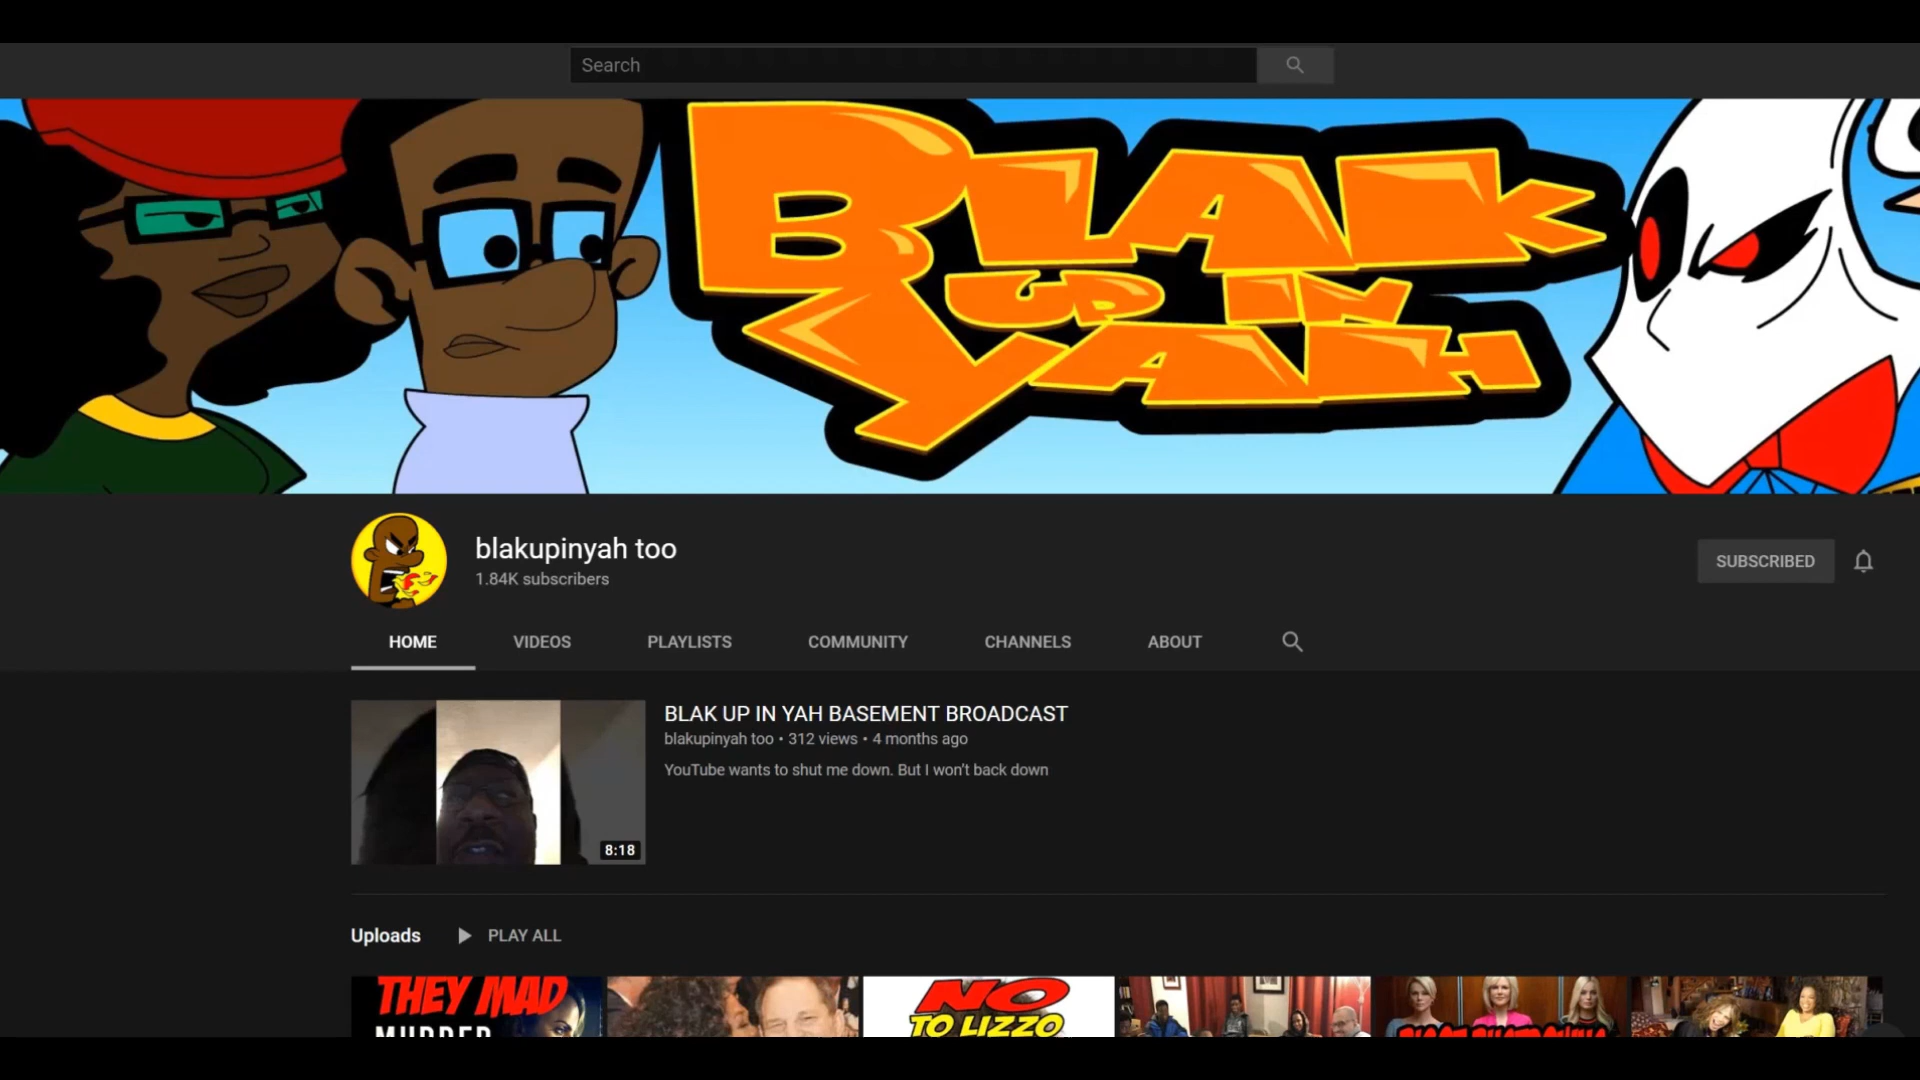 Search
BLAK
UP IN
YAH
blakupinyah too
1.84K subscribers
SUBSCRIBED
HOME
VIDEOS
PLAYLISTS
COMMUNITY
CHANNELS
ABOUT
BLAK UP IN YAH BASEMENT BROADCAST
blakupinyah too • 312 views • 4 months ago
YouTube wants to shut me down. But I won't back down
8:18
Uploads
PLAY ALL
THEY MAD
MURDER
NO
TO LIZZO